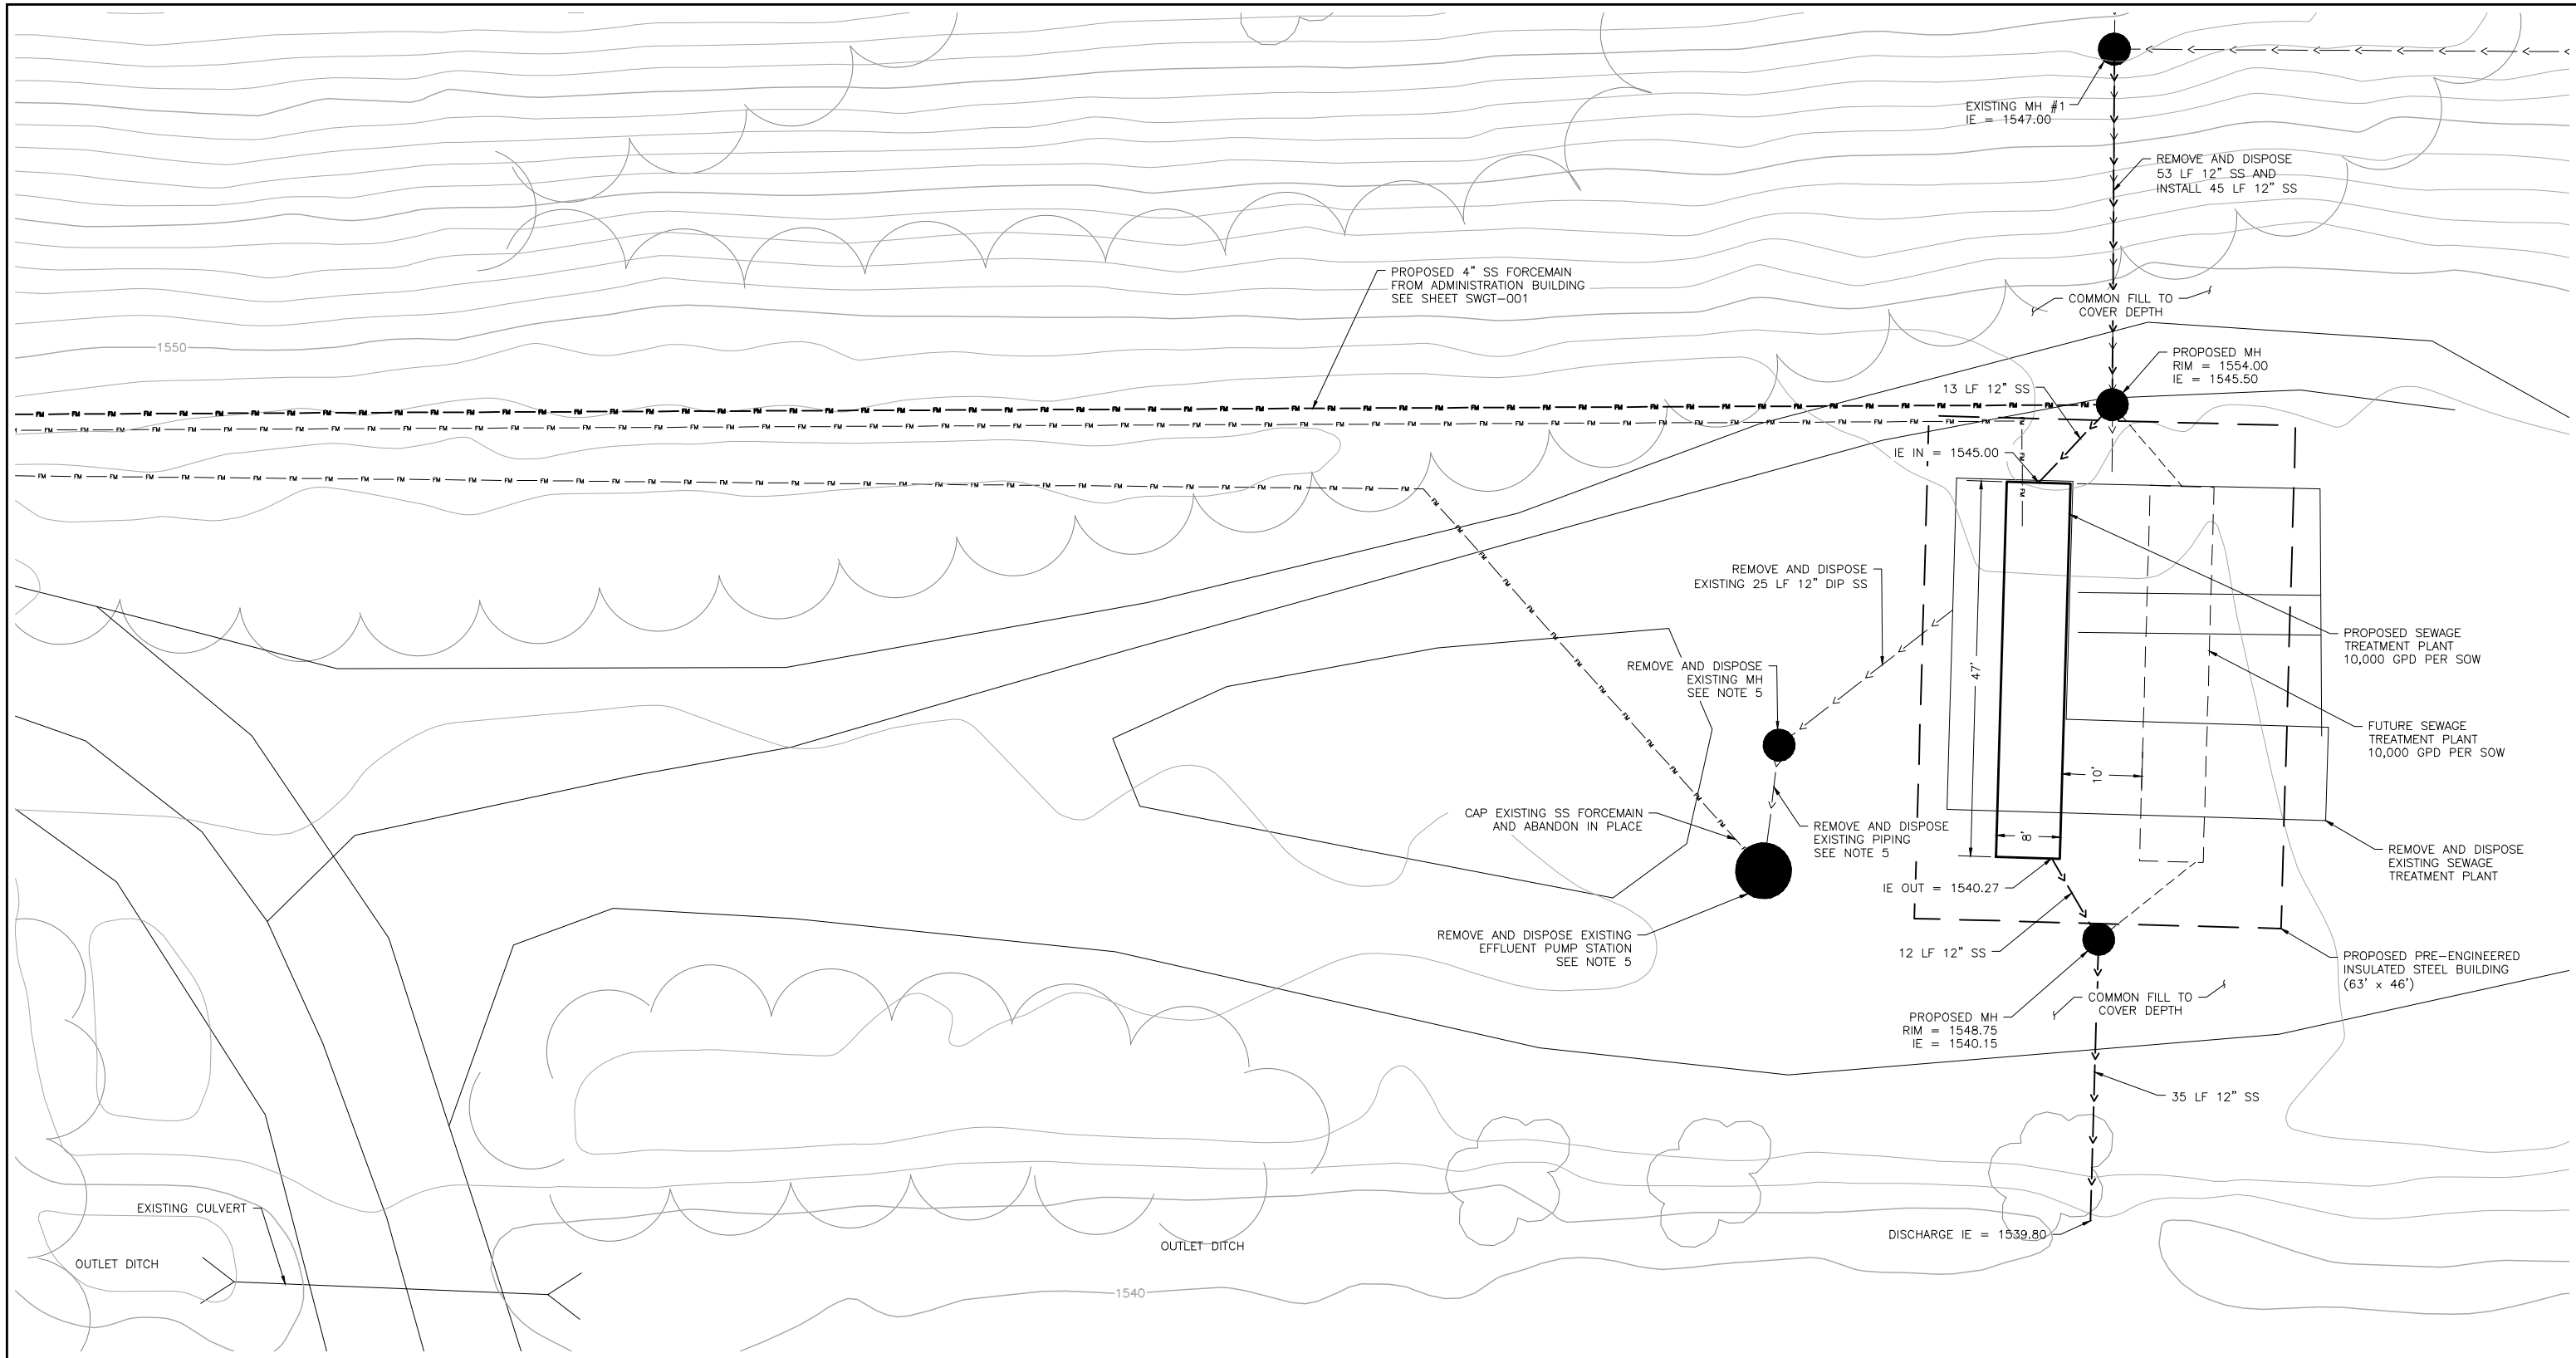 EXISTING MH #1
IE = 1547.00
REMOVE AND DISPOSE
53 LF 12" SS AND
INSTALL 45 LF 12" SS
PROPOSED 4" SS FORCEMAIN
FROM ADMINISTRATION BUILDING
SEE SHEET SWGT-001
COMMON FILL TO
COVER DEPTH
1550
PROPOSED MH
RIM = 1554.00
IE = 1545.50
13 LF 12" SS
IE IN = 1545.00
REMOVE AND DISPOSE
EXISTING 25 LF 12" DIP SS
PROPOSED SEWAGE
TREATMENT PLANT
10,000 GPD PER SOW
REMOVE AND DISPOSE
EXISTING MH
SEE NOTE 5
47'
FUTURE SEWAGE
TREATMENT PLANT
10,000 GPD PER SOW
10'
CAP EXISTING SS FORCEMAIN
AND ABANDON IN PLACE
REMOVE AND DISPOSE
EXISTING PIPING
SEE NOTE 5
8'
REMOVE AND DISPOSE
EXISTING SEWAGE
TREATMENT PLANT
IE OUT = 1540.27
REMOVE AND DISPOSE EXISTING
EFFLUENT PUMP STATION
SEE NOTE 5
12 LF 12" SS
PROPOSED PRE-ENGINEERED
INSULATED STEEL BUILDING
(63' x 46')
COMMON FILL TO
COVER DEPTH
PROPOSED MH
RIM = 1548.75
IE = 1540.15
35 LF 12" SS
EXISTING CULVERT
DISCHARGE IE = 1539.80
OUTLET DITCH
OUTLET DITCH
1540